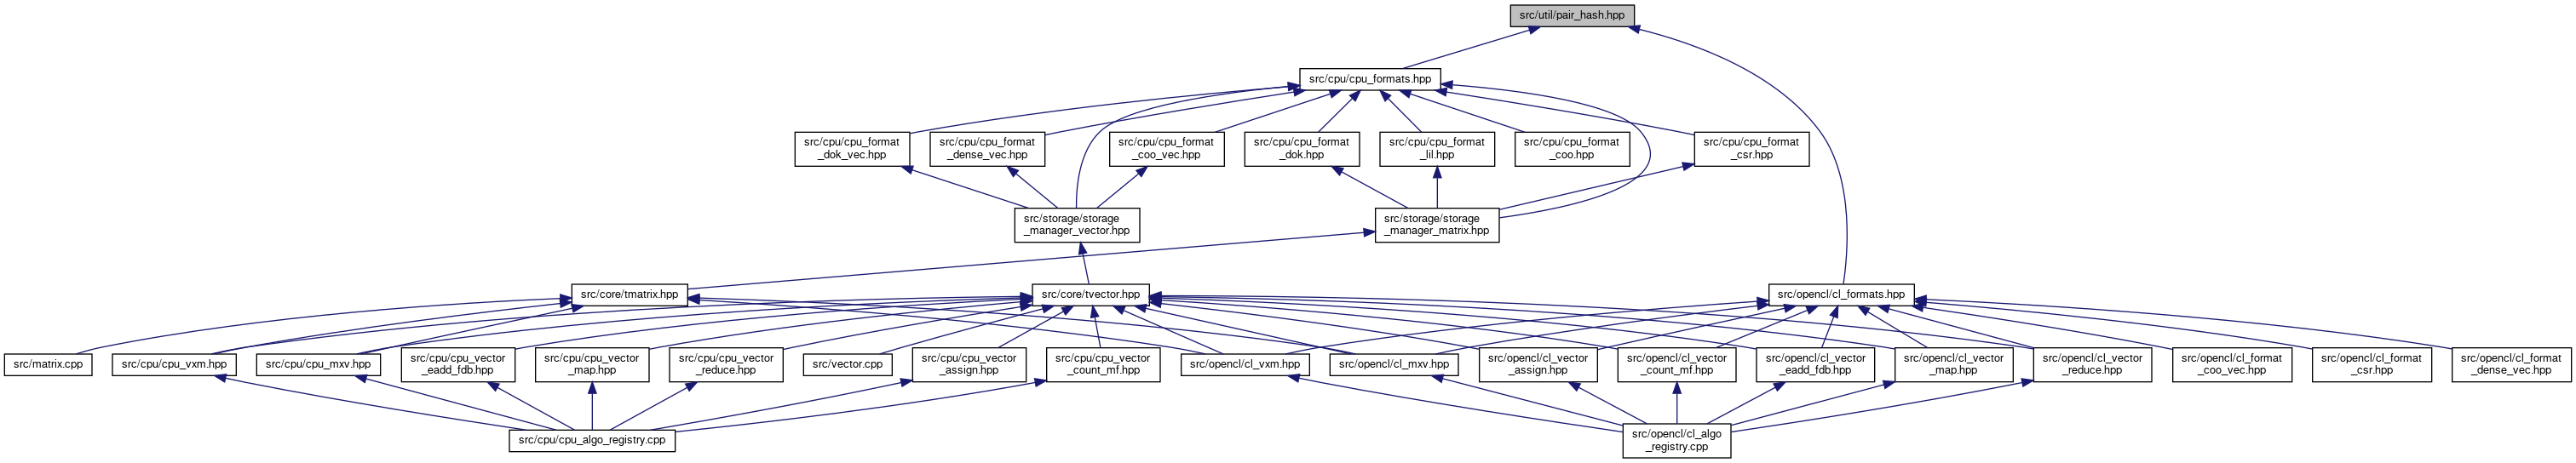 src/util/pair_hash.hpp
src/cpu/cpu_formats.hpp
src/cpu/cpu_format
_dok_vec.hpp
src/cpu/cpu_format
_dense_vec.hpp
src/cpu/cpu_format
_coo_vec.hpp
src/cpu/cpu_format
_dok.hpp
src/cpu/cpu_format
_lil.hpp
src/cpu/cpu_format
_coo.hpp
src/cpu/cpu_format
_csr.hpp
src/storage/storage
_manager_vector.hpp
src/storage/storage
_manager_matrix.hpp
src/core/tmatrix.hpp
src/core/tvector.hpp
src/opencl/cl_formats.hpp
src/matrix.cpp
src/cpu/cpu_vxm.hpp
src/cpu/cpu_mxv.hpp
src/cpu/cpu_vector
_eadd_fdb.hpp
src/cpu/cpu_vector
_map.hpp
src/cpu/cpu_vector
_reduce.hpp
src/vector.cpp
src/cpu/cpu_vector
_assign.hpp
src/cpu/cpu_vector
_count_mf.hpp
src/opencl/cl_vxm.hpp
src/opencl/cl_mxv.hpp
src/opencl/cl_vector
_assign.hpp
src/opencl/cl_vector
_count_mf.hpp
src/opencl/cl_vector
_eadd_fdb.hpp
src/opencl/cl_vector
_map.hpp
src/opencl/cl_vector
_reduce.hpp
src/opencl/cl_format
_coo_vec.hpp
src/opencl/cl_format
_csr.hpp
src/opencl/cl_format
_dense_vec.hpp
src/cpu/cpu_algo_registry.cpp
src/opencl/cl_algo
_registry.cpp